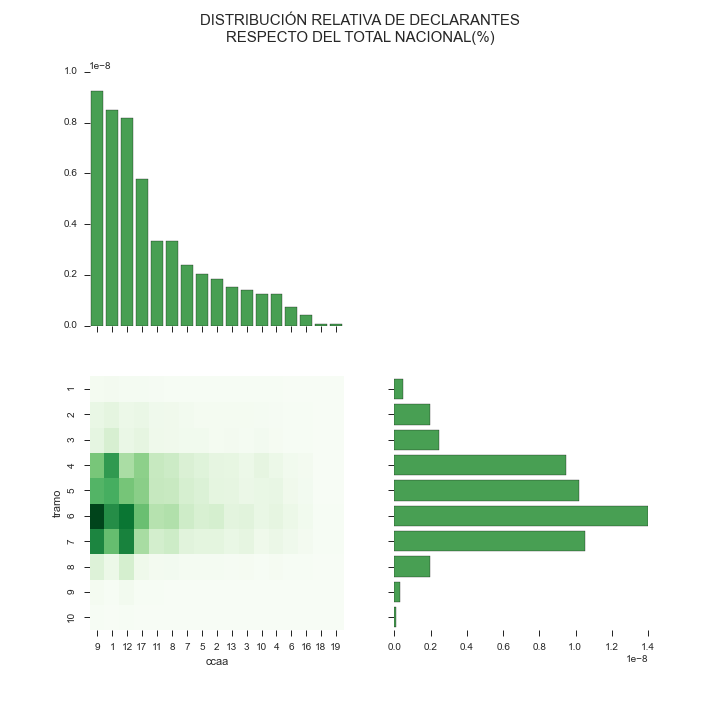 DISTRIBUCIÓN RELATIVA DE DECLARANTES
RESPECTO DEL TOTAL NACIONAL(%)
1e−8
1.0
0.8
0.6
0.4
0.2
0.0
tramo
1
2
3
4
5
6
7
8
9
10
9 1 12 17 11 8 7 5 2 13 3 10 4 6 16 18 19
ccaa
0.0 0.2 0.4 0.6 0.8 1.0 1.2 1.4
1e−8